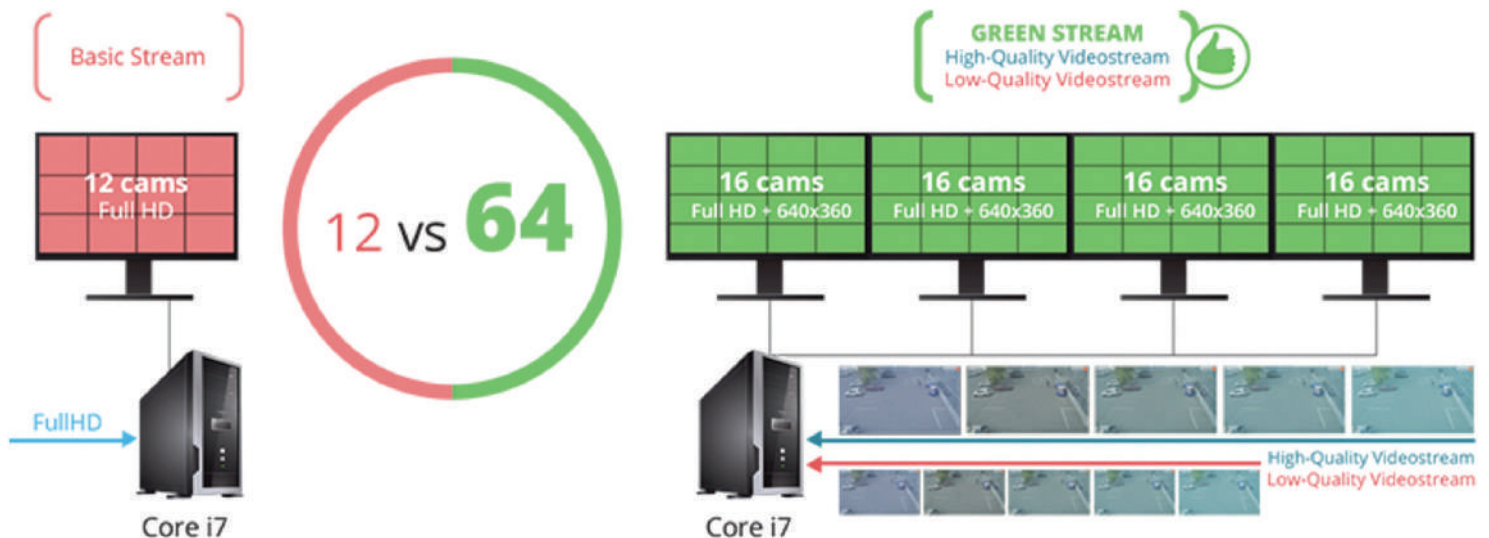 Basic Stream
12 cams
Full HD
FullHD
Core i7
12 vs 64
GREEN STREAM
High-Quality Videostream
Low-Quality Videostream
16 cams
Full HD + 640x360
16 cams
Full HD + 640x360
16 cams
Full HD + 640x360
16 cams
Full HD + 640x360
High-Quality Videostream
Low-Quality Videostream
Core i7